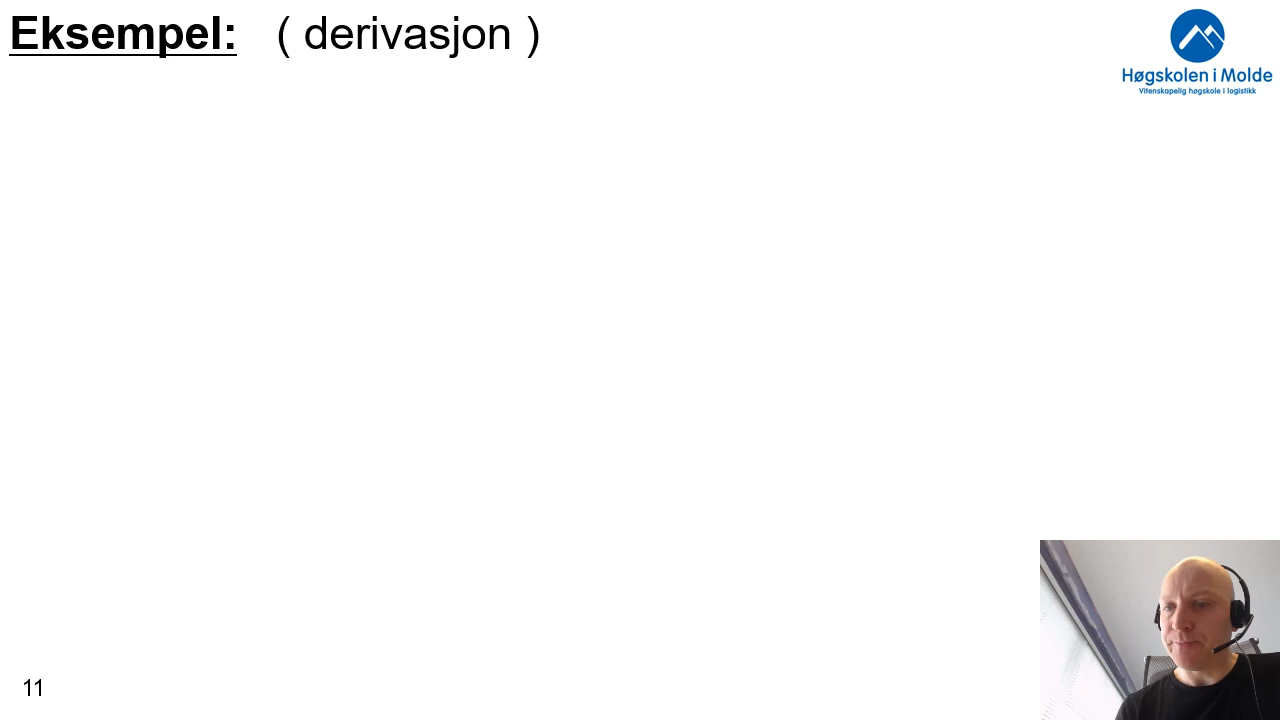 Eksempel: ( derivasjon )
Høgskolen i Molde
Vitenskapelig høgskole i logistikk
11